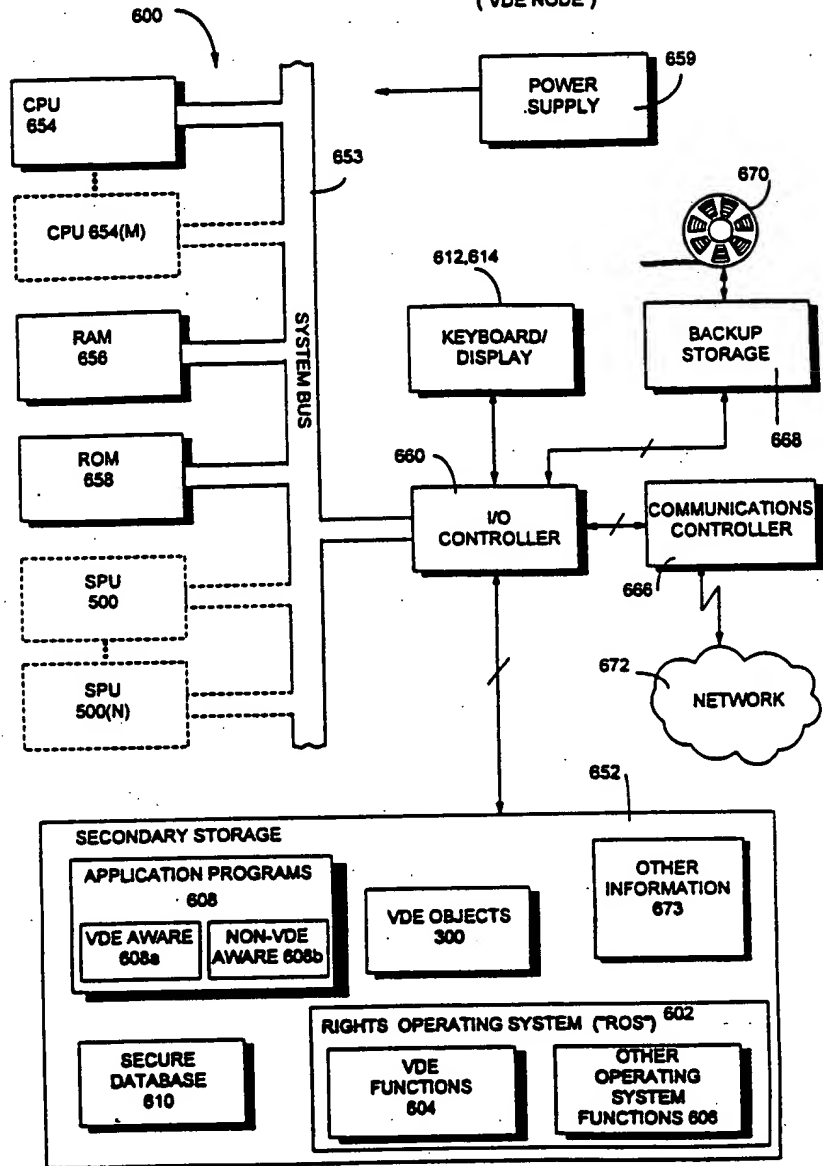 ( VDE NODE )
600
CPU
654
CPU 654(M)
RAM
656
ROM
658
SPU
500
SPU
500(N)
SYSTEM BUS
653
POWER
SUPPLY
659
670
612,614
KEYBOARD/
DISPLAY
BACKUP
STORAGE
668
660
I/O
CONTROLLER
COMMUNICATIONS
CONTROLLER
666
672
NETWORK
652
SECONDARY STORAGE
APPLICATION PROGRAMS
608
VDE AWARE
608a
NON-VDE
AWARE 608b
VDE OBJECTS
300
OTHER
INFORMATION
673
RIGHTS OPERATING SYSTEM ("ROS") 602
SECURE
DATABASE
610
VDE
FUNCTIONS
604
OTHER
OPERATING
SYSTEM
FUNCTIONS 606